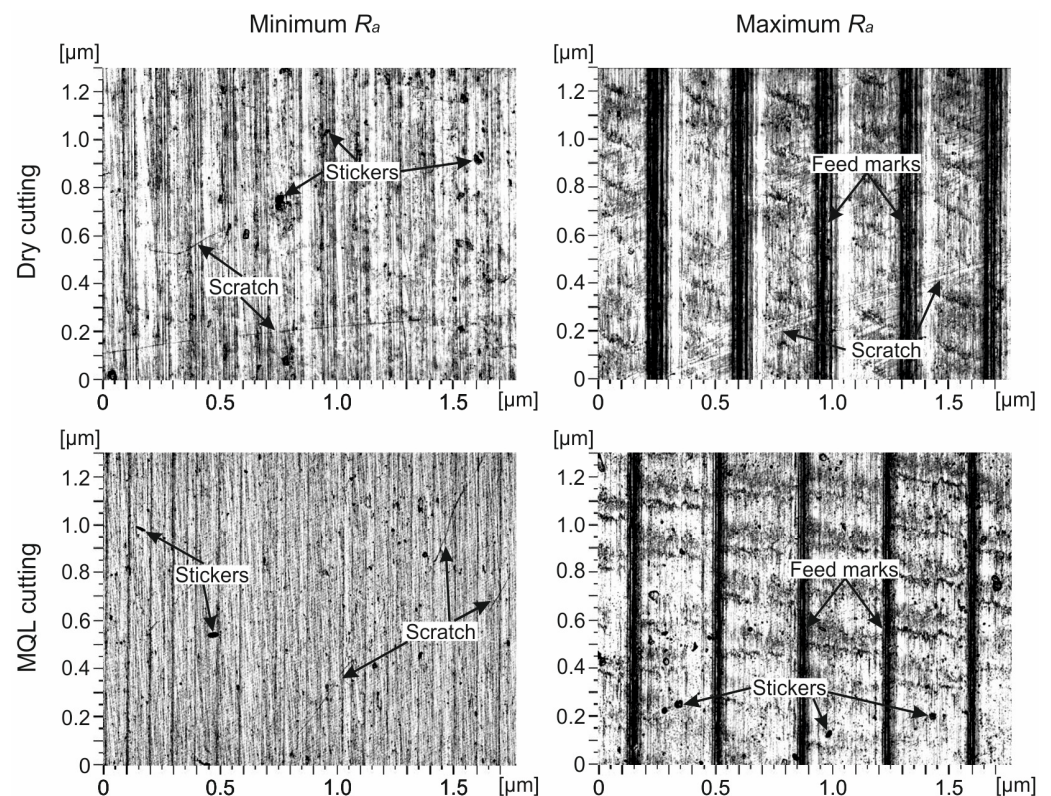 Minimum Ra
Maximum Ra
Dry cutting
[µm]
1.2
1.0
0.8
0.6
0.4
0.2
0
0
0.5
1.0
1.5
[µm]
Stickers
Scratch
[µm]
1.2
1.0
0.8
0.6
0.4
0.2
0
0
0.5
1.0
1.5
[µm]
Feed marks
Scratch
MQL cutting
[µm]
1.2
1.0
0.8
0.6
0.4
0.2
0
0
0.5
1.0
1.5
[µm]
Stickers
Scratch
[µm]
1.2
1.0
0.8
0.6
0.4
0.2
0
0
0.5
1.0
1.5
[µm]
Feed marks
Stickers